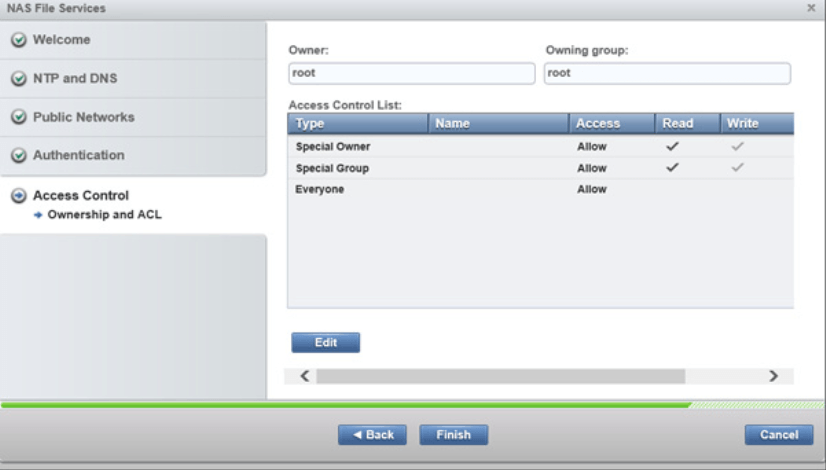 NAS File Services
Welcome
NTP and DNS
Public Networks
Authentication
Access Control
Ownership and ACL
Owner: Owning group:
root root
Access Control List:
Type Name Access Read Write
Special Owner Allow
Special Group Allow
Everyone Allow
Edit
Back Finish Cancel